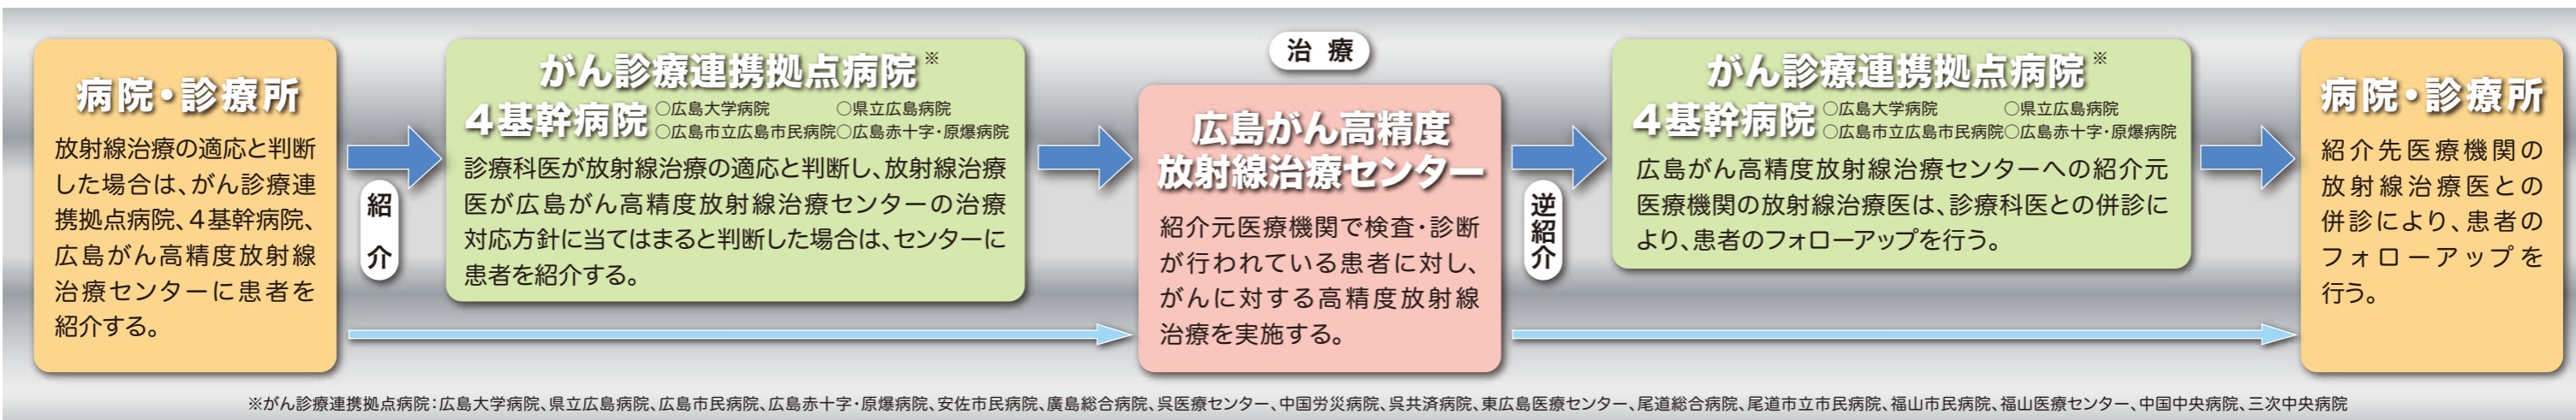 病院・診療所
放射線治療の適応と判断
した場合は、がん診療連
携拠点病院、4基幹病院、
広島がん高精度放射線
治療センターに患者を
紹介する。
紹介
がん診療連携拠点病院※
4基幹病院
○広島大学病院 ○県立広島病院
○広島市立広島市民病院○広島赤十字・原爆病院
診療科医が放射線治療の適応と判断し、放射線治療
医が広島がん高精度放射線治療センターの治療
対応方針に当てはまると判断した場合は、センターに
患者を紹介する。
治療
広島がん高精度
放射線治療センター
紹介元医療機関で検査・診断
が行われている患者に対し、
がんに対する高精度放射線
治療を実施する。
逆紹介
がん診療連携拠点病院※
4基幹病院
○広島大学病院 ○県立広島病院
○広島市立広島市民病院○広島赤十字・原爆病院
広島がん高精度放射線治療センターへの紹介元
医療機関の放射線治療医は、診療科医との併診に
より、患者のフォローアップを行う。
病院・診療所
紹介先医療機関の
放射線治療医との
併診により、患者の
フォローアップを
行う。
※がん診療連携拠点病院:広島大学病院、県立広島病院、広島市民病院、広島赤十字・原爆病院、安佐市民病院、廣島総合病院、呉医療センター、中国労災病院、呉共済病院、東広島医療センター、尾道総合病院、尾道市立市民病院、福山市民病院、福山医療センター、中国中央病院、三次中央病院